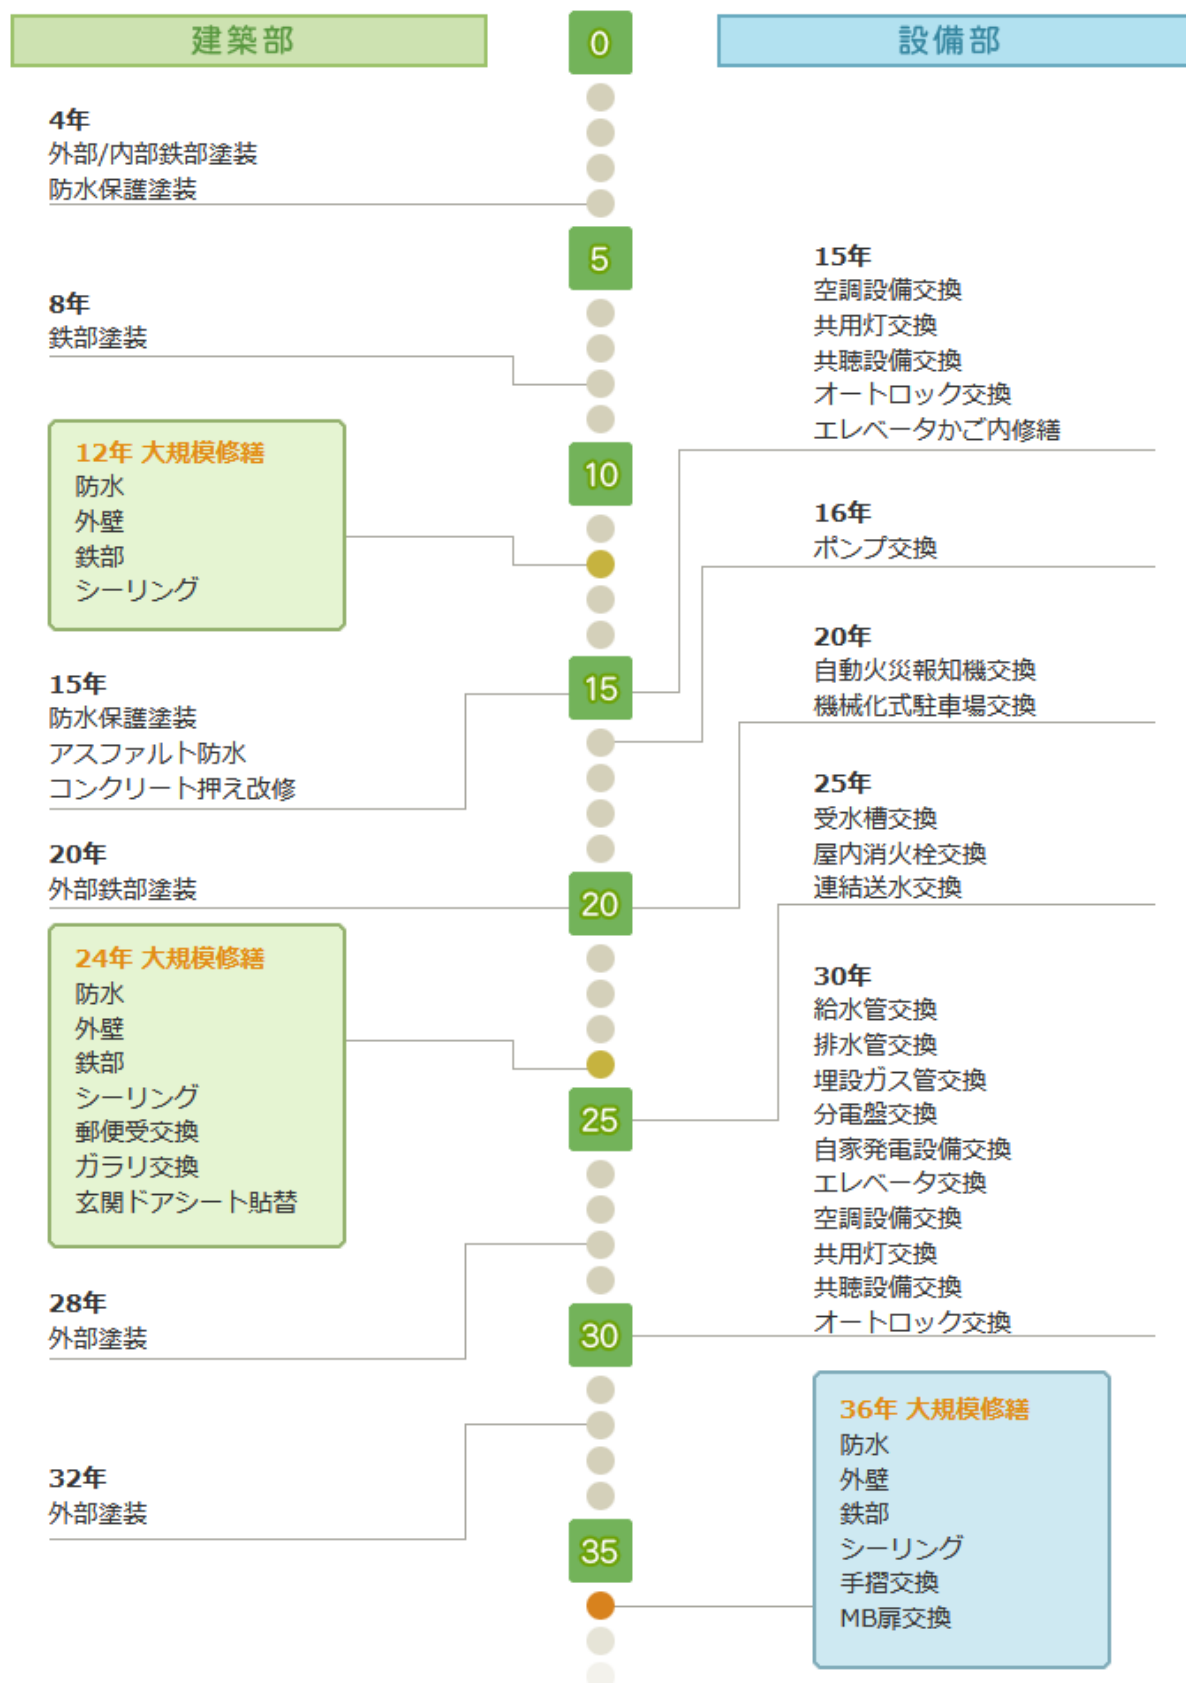 建築部
0
設備部
4年
外部/内部鉄部塗装
防水保護塗装
5
8年
鉄部塗装
12年 大規模修繕
防水
外壁
鉄部
シーリング
10
15年
防水保護塗装
アスファルト防水
コンクリート押え改修
15
20年
外部鉄部塗装
20
24年 大規模修繕
防水
外壁
鉄部
シーリング
郵便受交換
ガラリ交換
玄関ドアシート貼替
25
28年
外部塗装
30
32年
外部塗装
35
15年
空調設備交換
共用灯交換
共聴設備交換
オートロック交換
エレベータかご内修繕
16年
ポンプ交換
20年
自動火災報知機交換
機械化式駐車場交換
25年
受水槽交換
屋内消火栓交換
連結送水交換
30年
給水管交換
排水管交換
埋設ガス管交換
分電盤交換
自家発電設備交換
エレベータ交換
空調設備交換
共用灯交換
共聴設備交換
オートロック交換
36年 大規模修繕
防水
外壁
鉄部
シーリング
手摺交換
MB扉交換